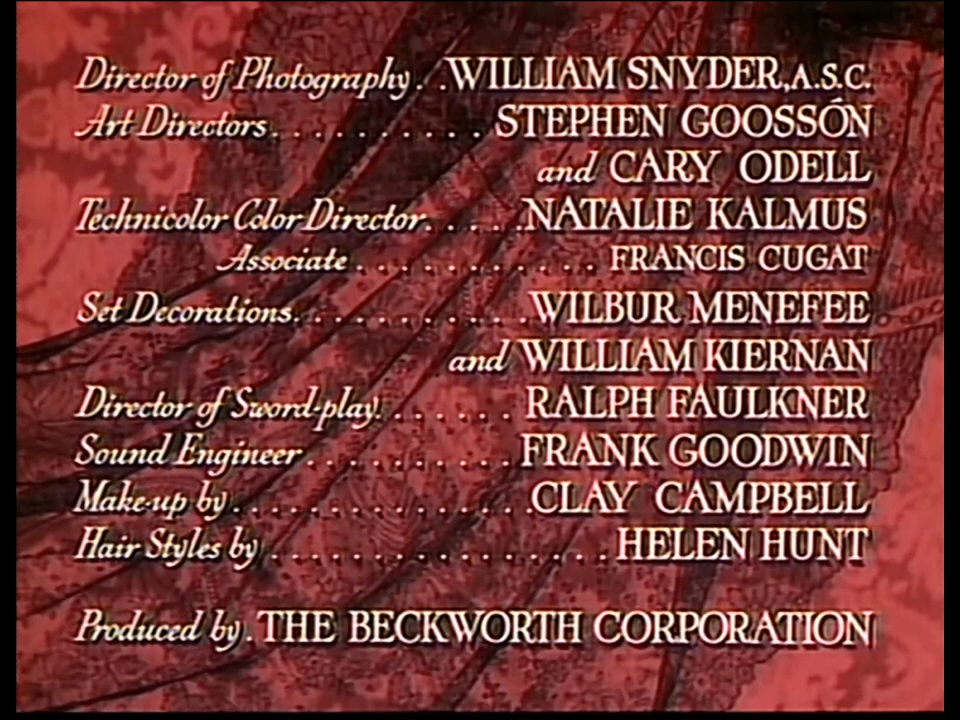 Director of Photography . . WILLIAM SNYDER, A.S.C.
Art Directors . . . . . . . . . . STEPHEN GOOSSÓN
and CARY ODELL
Technicolor Color Director . . . . . NATALIE KALMUS
Associate . . . . . . . . . . . . FRANCIS CUGAT
Set Decorations . . . . . . . . . . . WILBUR MENEFEE
and WILLIAM KIERNAN
Director of Sword-play . . . . . . . RALPH FAULKNER
Sound Engineer . . . . . . . . . . FRANK GOODWIN
Make-up by . . . . . . . . . . . . . . . CLAY CAMPBELL
Hair Styles by . . . . . . . . . . . . . . . . HELEN HUNT
Produced by . THE BECKWORTH CORPORATION